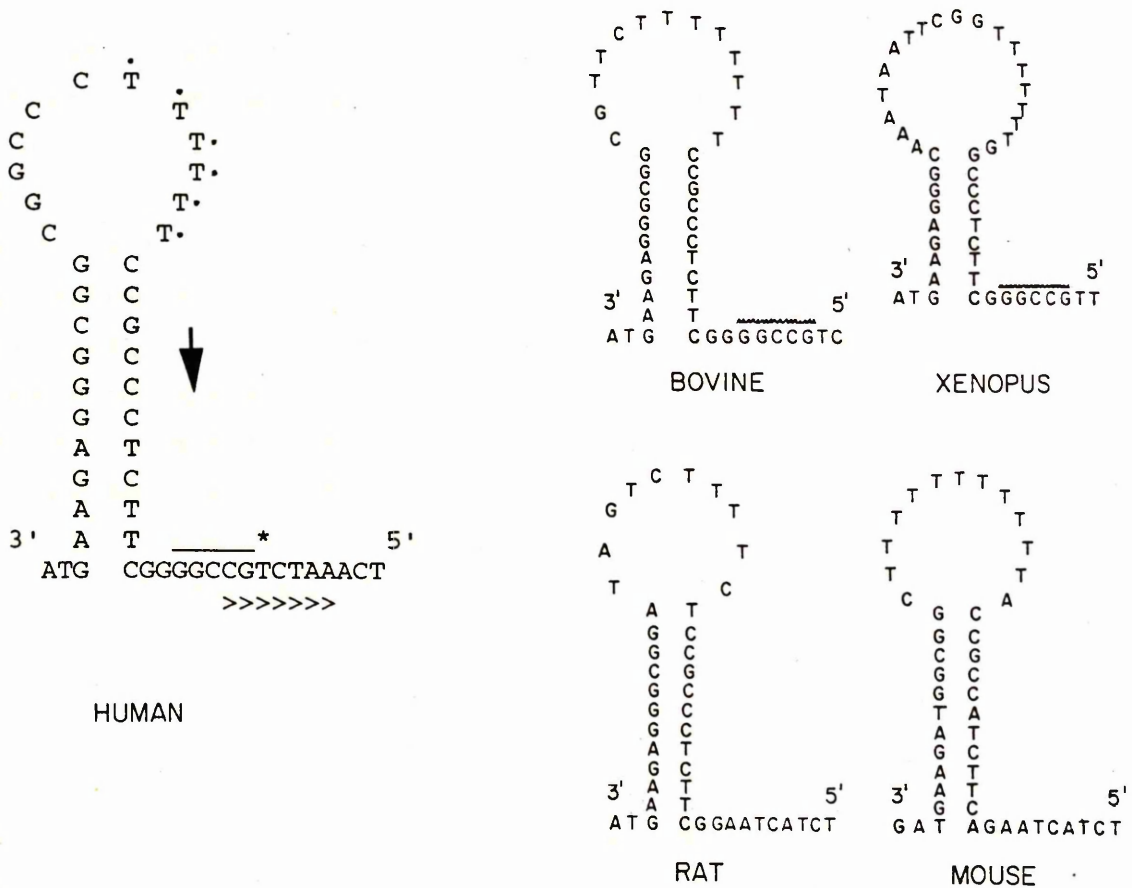 C T
C T
C T
G T
G T
C T
G C
G C
C G
G C
G C
G C
A T
G C
A T
3' A T * 5'
ATG CGGGGCCGTCTAAACT
>>>>>>>
HUMAN
C T T T T
T T
T T
G T
C T
G C
G C
C G
G C
G C
G C
A T
G C
A T
3' A T 5'
ATG CGGGGCCGTC
BOVINE
T T C G G T
A T
A T
T T
A T
A T
A G G
C G
G C
G C
G C
A T
G C
3' A T 5'
A T
ATG CGGGCCGTT
XENOPUS
T C T
G T
T
A T
T C
A T
G C
G C
C G
G C
G C
G C
A T
G C
3' A T 5'
A T
ATG CGGAATCATCT
RAT
T T T
T T
T T
T T
T T
C A
G C
G C
C G
G C
G C
T A
A T
G C
3' A T 5'
A T
G C
GAT AGAATCATCT
MOUSE